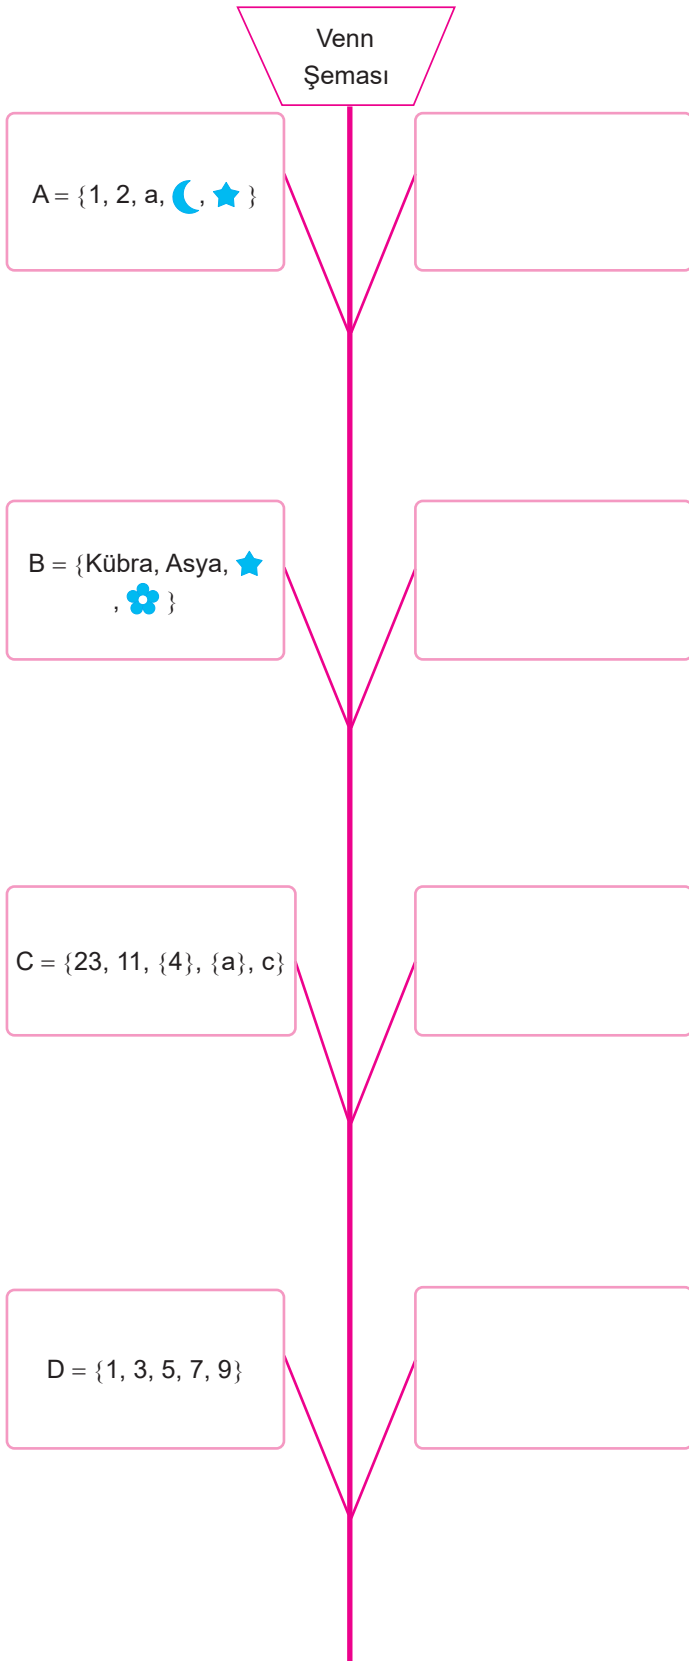 Venn
Şeması
A = {1, 2, a, , }
B = {Kübra, Asya,
, }
C = {23, 11, {4}, {a}, c}
D = {1, 3, 5, 7, 9}